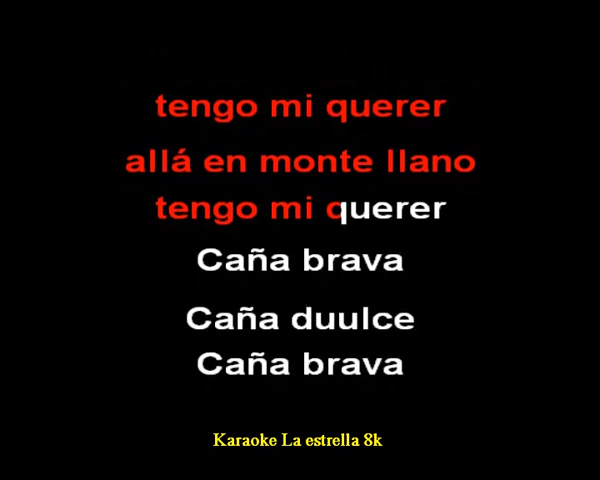 tengo mi querer
allá en monte llano
tengo mi querer
Caña brava
Caña duulce
Caña brava
Karaoke La estrella 8k